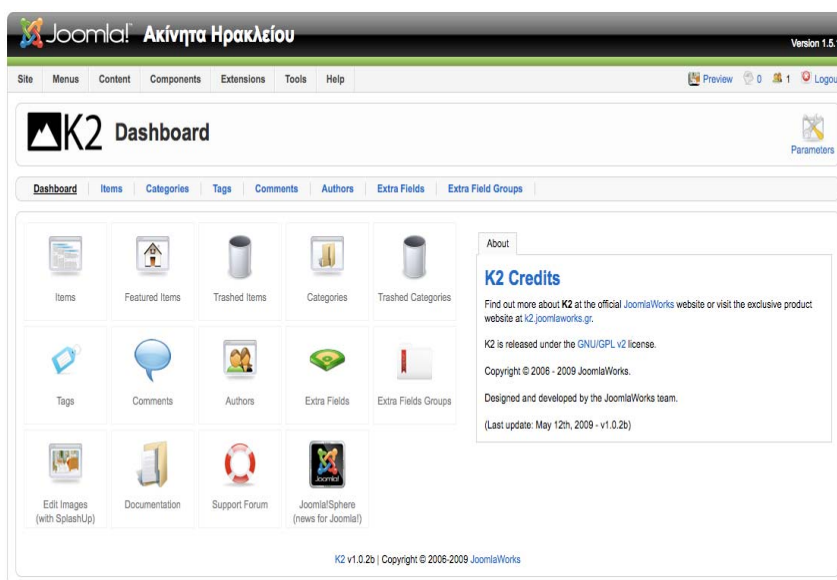 Joomla! Ακίνητα Ηρακλείου
Version 1.5.
Site Menus Content Components Extensions Tools Help Preview 0 1 Logou
K2 Dashboard
Parameters
Dashboard Items Categories Tags Comments Authors Extra Fields Extra Field Groups
Items Featured Items Trashed Items Categories Trashed Categories
Tags Comments Authors Extra Fields Extra Fields Groups
Joomla!
Edit Images
(with SplashUp)
Documentation Support Forum
Joomla!Sphere
(news for Joomla!)
About
K2 Credits
Find out more about K2 at the official JoomlaWorks website or visit the exclusive product
website at k2.joomlaworks.gr.
K2 is released under the GNU/GPL v2 license.
Copyright © 2006 - 2009 JoomlaWorks.
Designed and developed by the JoomlaWorks team.
(Last update: May 12th, 2009 - v1.0.2b)
K2 v1.0.2b | Copyright © 2006-2009 JoomlaWorks